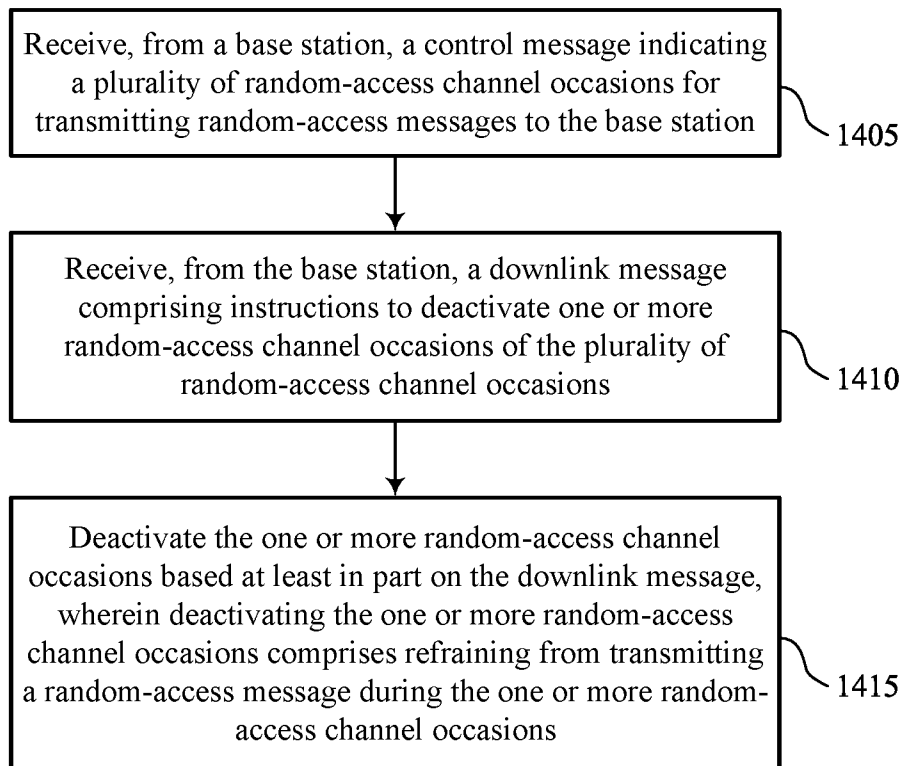 Receive, from a base station, a control message indicating
a plurality of random-access channel occasions for
transmitting random-access messages to the base station
1405
Receive, from the base station, a downlink message
comprising instructions to deactivate one or more
random-access channel occasions of the plurality of
random-access channel occasions
1410
Deactivate the one or more random-access channel
occasions based at least in part on the downlink message,
wherein deactivating the one or more random-access
channel occasions comprises refraining from transmitting
a random-access message during the one or more random-
access channel occasions
1415